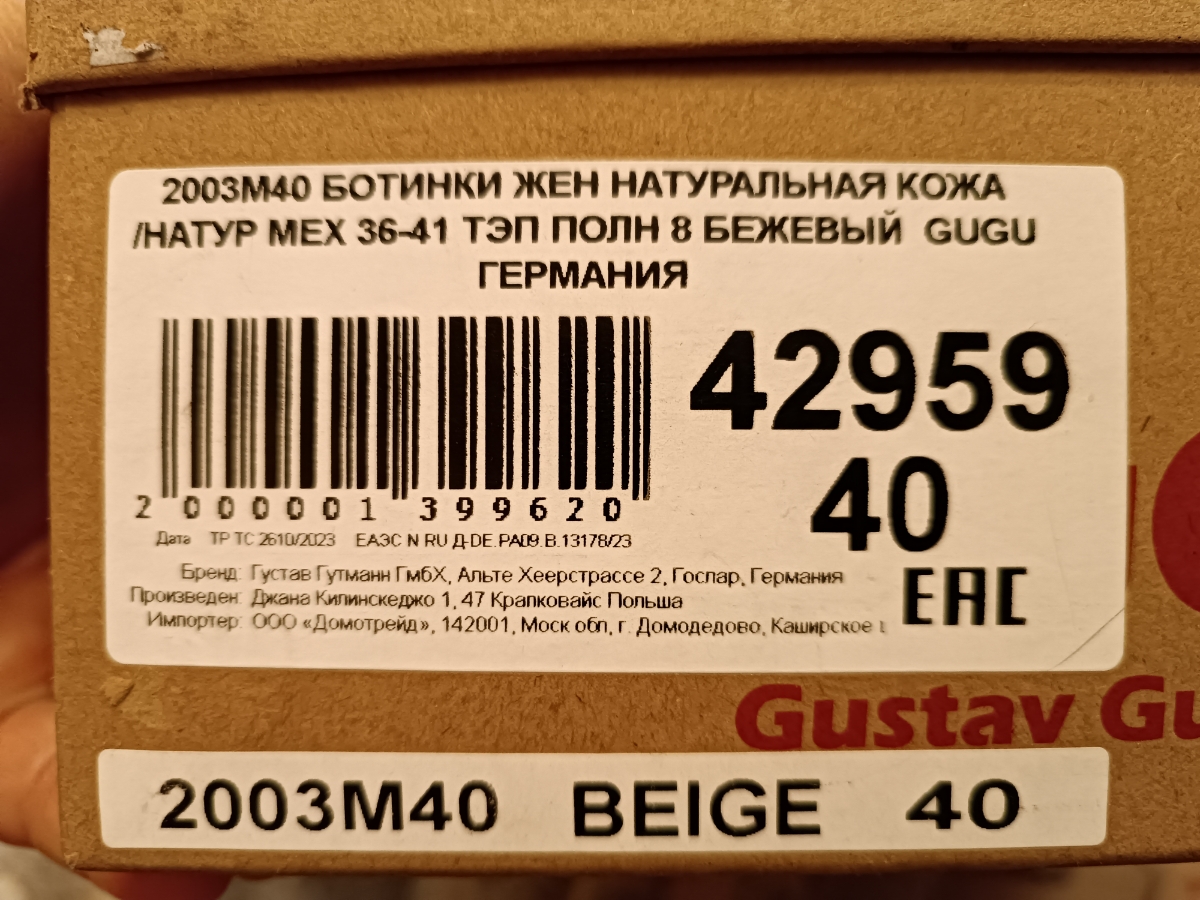 2003М40 БОТИНКИ ЖЕН НАТУРАЛЬНАЯ КОЖА
/НАТУР МЕХ 36-41 ТЭП ПОЛН 8 БЕЖЕВЫЙ GUGU
ГЕРМАНИЯ
42959
40
2 000001 399620
Дата ТР ТС 2610/2023 ЕАЭС N RU Д-DE.РА09.В.13178/23
Бренд: Густав Гутманн ГмбХ, Альте Хеерстрассе 2, Гослар, Германия
Произведен: Джана Килинскеджо 1, 47 Крапковайс Польша
Импортер: ООО «Домотрейд», 142001, Моск обл, г. Домодедово, Каширское
EAC
Gustav Gu
2003M40 BEIGE 40